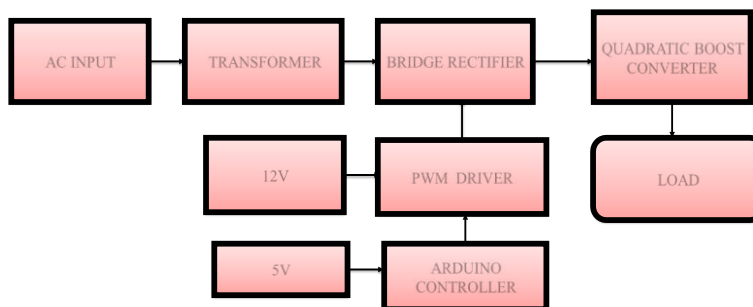 AC INPUT
TRANSFORMER
BRIDGE RECTIFIER
QUADRATIC BOOST
CONVERTER
12V
PWM DRIVER
LOAD
5V
ARDUINO
CONTROLLER